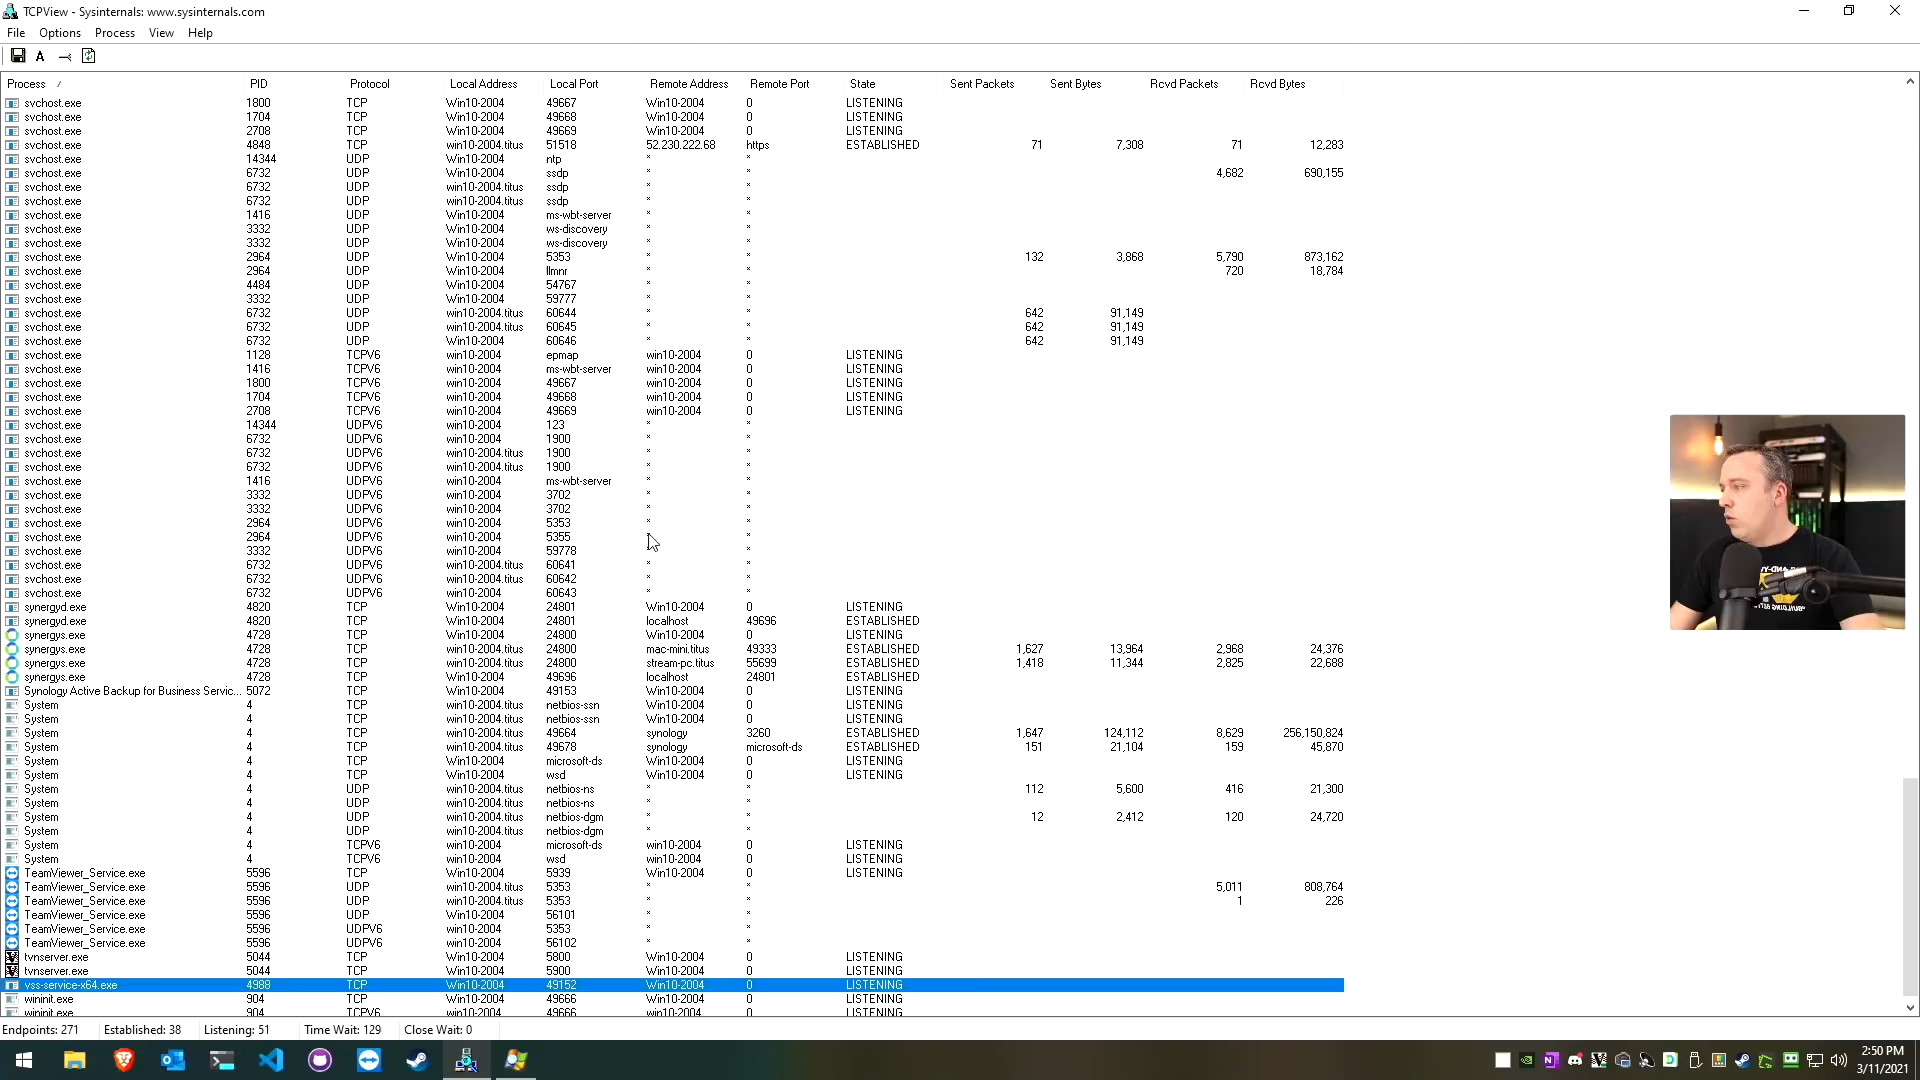 TCPView - Sysinternals: www.sysinternals.com
File Options Process View Help
A
Process / PID Protocol Local Address Local Port Remote Address Remote Port State Sent Packets Sent Bytes Rcvd Packets Rcvd Bytes
svchost.exe 1800 TCP Win10-2004 49667 Win10-2004 0 LISTENING
svchost.exe 1704 TCP Win10-2004 49668 Win10-2004 0 LISTENING
svchost.exe 2708 TCP Win10-2004 49669 Win10-2004 0 LISTENING
svchost.exe 4848 TCP win10-2004.titus 51518 52.230.222.68 https ESTABLISHED 71 7,308 71 12,283
svchost.exe 14344 UDP Win10-2004 ntp * *
svchost.exe 6732 UDP Win10-2004 ssdp * * 4,682 690,155
svchost.exe 6732 UDP win10-2004.titus ssdp * *
svchost.exe 6732 UDP win10-2004.titus ssdp * *
svchost.exe 1416 UDP Win10-2004 ms-wbt-server * *
svchost.exe 3332 UDP Win10-2004 ws-discovery * *
svchost.exe 3332 UDP Win10-2004 ws-discovery * *
svchost.exe 2964 UDP Win10-2004 5353 * * 132 3,868 5,790 873,162
svchost.exe 2964 UDP Win10-2004 llmnr * * 720 18,784
svchost.exe 4484 UDP Win10-2004 54767 * *
svchost.exe 3332 UDP Win10-2004 59777 * *
svchost.exe 6732 UDP win10-2004.titus 60644 * * 642 91,149
svchost.exe 6732 UDP win10-2004.titus 60645 * * 642 91,149
svchost.exe 6732 UDP Win10-2004 60646 * * 642 91,149
svchost.exe 1128 TCPV6 win10-2004 epmap win10-2004 0 LISTENING
svchost.exe 1416 TCPV6 win10-2004 ms-wbt-server win10-2004 0 LISTENING
svchost.exe 1800 TCPV6 win10-2004 49667 win10-2004 0 LISTENING
svchost.exe 1704 TCPV6 win10-2004 49668 win10-2004 0 LISTENING
svchost.exe 2708 TCPV6 win10-2004 49669 win10-2004 0 LISTENING
svchost.exe 14344 UDPV6 win10-2004 123 * *
svchost.exe 6732 UDPV6 win10-2004 1900 * *
svchost.exe 6732 UDPV6 win10-2004.titus 1900 * *
svchost.exe 6732 UDPV6 win10-2004.titus 1900 * *
svchost.exe 1416 UDPV6 win10-2004 ms-wbt-server * *
svchost.exe 3332 UDPV6 win10-2004 3702 * *
svchost.exe 3332 UDPV6 win10-2004 3702 * *
svchost.exe 2964 UDPV6 win10-2004 5353 * *
svchost.exe 2964 UDPV6 win10-2004 5355 * *
svchost.exe 3332 UDPV6 win10-2004 59778 * *
svchost.exe 6732 UDPV6 win10-2004.titus 60641 * *
svchost.exe 6732 UDPV6 win10-2004.titus 60642 * *
svchost.exe 6732 UDPV6 win10-2004 60643 * *
synergyd.exe 4820 TCP Win10-2004 24801 Win10-2004 0 LISTENING
synergyd.exe 4820 TCP Win10-2004 24801 localhost 49696 ESTABLISHED
synergys.exe 4728 TCP Win10-2004 24800 Win10-2004 0 LISTENING
synergys.exe 4728 TCP win10-2004.titus 24800 mac-mini.titus 49333 ESTABLISHED 1,627 13,964 2,968 24,376
synergys.exe 4728 TCP win10-2004.titus 24800 stream-pc.titus 55699 ESTABLISHED 1,418 11,344 2,825 22,688
synergys.exe 4728 TCP Win10-2004 49696 localhost 24801 ESTABLISHED
Synology Active Backup for Business Servic... 5072 TCP Win10-2004 49153 Win10-2004 0 LISTENING
System 4 TCP win10-2004.titus netbios-ssn Win10-2004 0 LISTENING
System 4 TCP win10-2004.titus netbios-ssn Win10-2004 0 LISTENING
System 4 TCP win10-2004.titus 49664 synology 3260 ESTABLISHED 1,647 124,112 8,629 256,150,824
System 4 TCP win10-2004.titus 49678 synology microsoft-ds ESTABLISHED 151 21,104 159 45,870
System 4 TCP Win10-2004 microsoft-ds Win10-2004 0 LISTENING
System 4 TCP Win10-2004 wsd Win10-2004 0 LISTENING
System 4 UDP win10-2004.titus netbios-ns * * 112 5,600 416 21,300
System 4 UDP win10-2004.titus netbios-ns * *
System 4 UDP win10-2004.titus netbios-dgm * * 12 2,412 120 24,720
System 4 UDP win10-2004.titus netbios-dgm * *
System 4 TCPV6 win10-2004 microsoft-ds win10-2004 0 LISTENING
System 4 TCPV6 win10-2004 wsd win10-2004 0 LISTENING
TeamViewer_Service.exe 5596 TCP Win10-2004 5939 Win10-2004 0 LISTENING
TeamViewer_Service.exe 5596 UDP win10-2004.titus 5353 * * 5,011 808,764
TeamViewer_Service.exe 5596 UDP win10-2004.titus 5353 * * 1 226
TeamViewer_Service.exe 5596 UDP Win10-2004 56101 * *
TeamViewer_Service.exe 5596 UDPV6 win10-2004 5353 * *
TeamViewer_Service.exe 5596 UDPV6 win10-2004 56102 * *
tvnserver.exe 5044 TCP Win10-2004 5800 Win10-2004 0 LISTENING
tvnserver.exe 5044 TCP Win10-2004 5900 Win10-2004 0 LISTENING
vss-service-x64.exe 4988 TCP Win10-2004 49152 Win10-2004 0 LISTENING
wininit.exe 904 TCP Win10-2004 49666 Win10-2004 0 LISTENING
wininit.exe 904 TCPV6 win10-2004 49666 win10-2004 0 LISTENING
Endpoints: 271 Established: 38 Listening: 51 Time Wait: 129 Close Wait: 0
2:50 PM
3/11/2021